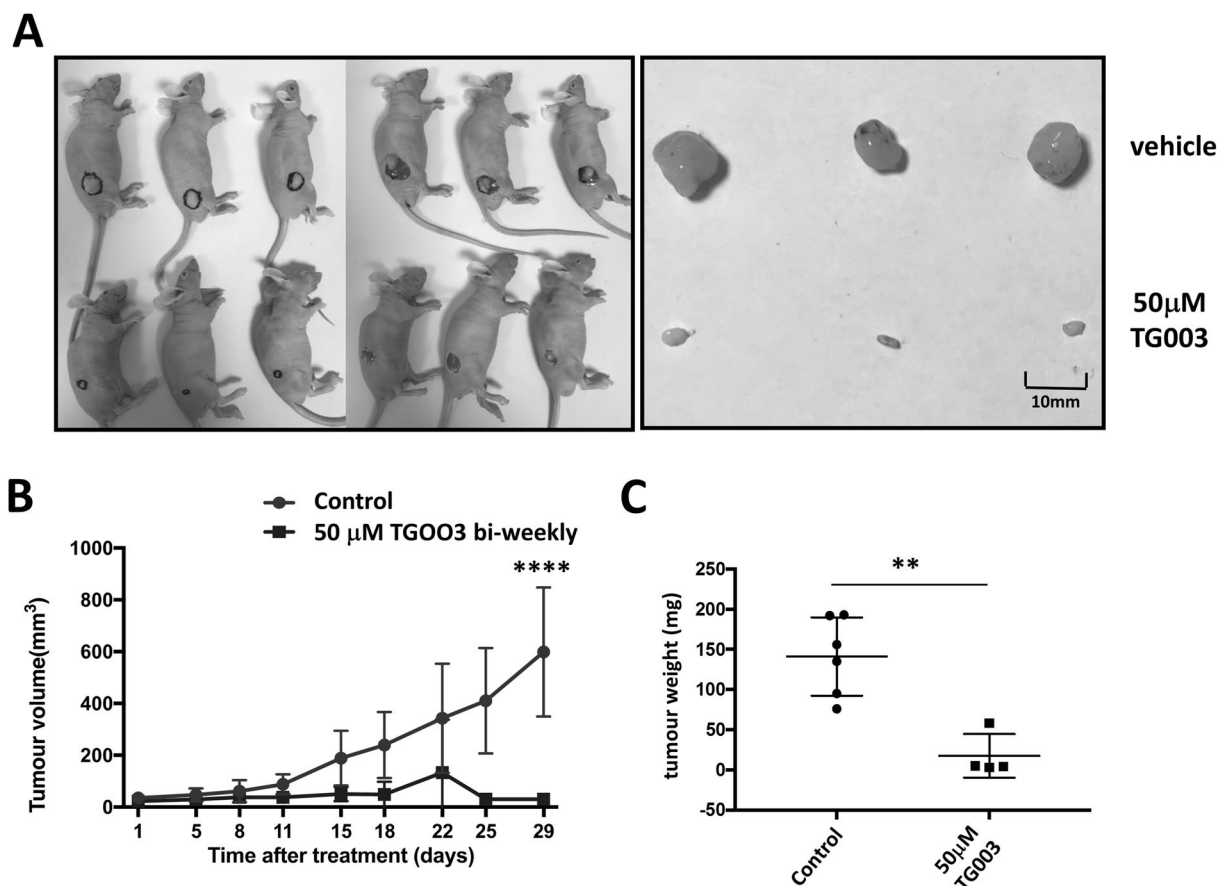 A
vehicle
50μM
TG003
10mm
B
Control
50 μM TGOO3 bi-weekly
Tumour volume(mm³)
1000
800
600
400
200
0
****
1 5 8 11 15 18 22 25 29
Time after treatment (days)
C
tumour weight (mg)
250
200
150
100
50
0
-50
**
Control
50μM
TG003